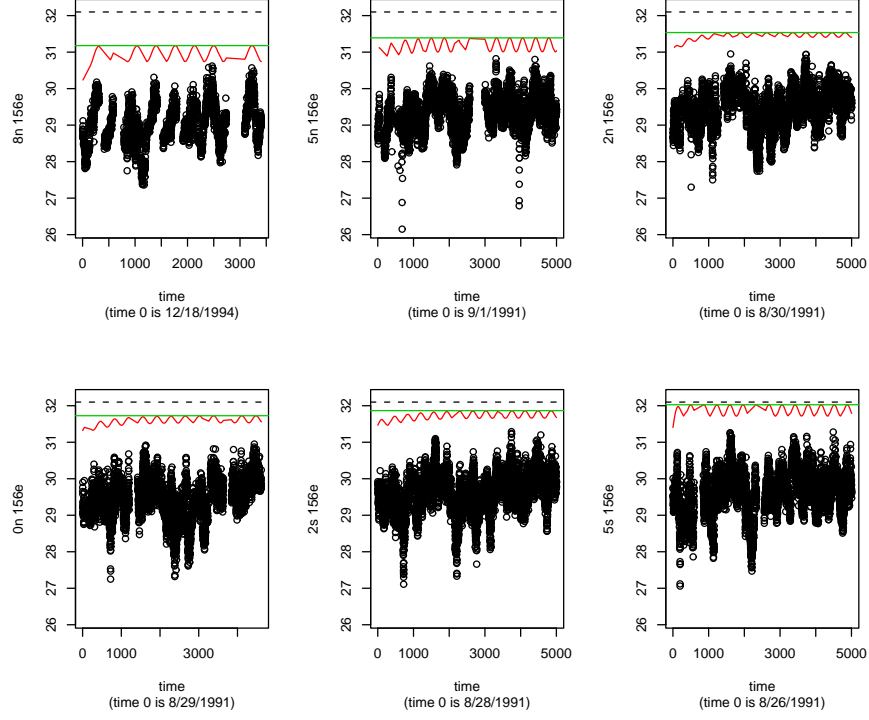 32
31
30
29
28
27
26
8n 156e
0 1000 2000 3000
time
(time 0 is 12/18/1994)
32
31
30
29
28
27
26
5n 156e
0 1000 3000 5000
time
(time 0 is 9/1/1991)
32
31
30
29
28
27
26
2n 156e
0 1000 3000 5000
time
(time 0 is 8/30/1991)
32
31
30
29
28
27
26
0n 156e
0 1000 3000
time
(time 0 is 8/29/1991)
32
31
30
29
28
27
26
2s 156e
0 1000 3000 5000
time
(time 0 is 8/28/1991)
32
31
30
29
28
27
26
5s 156e
0 1000 3000 5000
time
(time 0 is 8/26/1991)